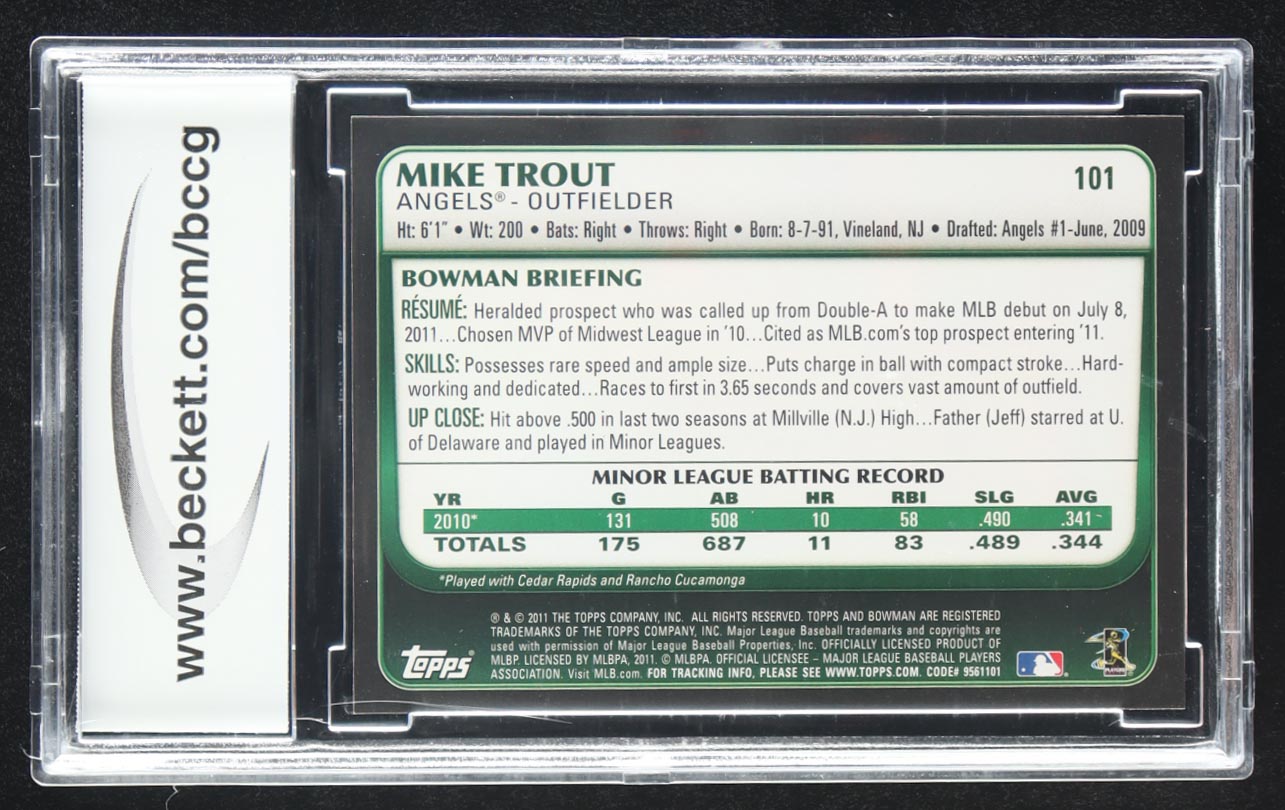 www.beckett.com/bccg
MIKE TROUT
101
ANGELS® - OUTFIELDER
Ht: 6'1" • Wt: 200 • Bats: Right • Throws: Right • Born: 8-7-91, Vineland, NJ • Drafted: Angels #1-June, 2009
BOWMAN BRIEFING
RÉSUMÉ: Heralded prospect who was called up from Double-A to make MLB debut on July 8,
2011...Chosen MVP of Midwest League in '10...Cited as MLB.com's top prospect entering '11.
SKILLS: Possesses rare speed and ample size...Puts charge in ball with compact stroke...Hard-
working and dedicated...Races to first in 3.65 seconds and covers vast amount of outfield.
UP CLOSE: Hit above .500 in last two seasons at Millville (N.J.) High...Father (Jeff) starred at U.
of Delaware and played in Minor Leagues.
MINOR LEAGUE BATTING RECORD
YR G AB HR RBI SLG AVG
2010* 131 508 10 58 .490 .341
TOTALS 175 687 11 83 .489 .344
*Played with Cedar Rapids and Rancho Cucamonga
® & © 2011 THE TOPPS COMPANY, INC. ALL RIGHTS RESERVED. TOPPS AND BOWMAN ARE REGISTERED
TRADEMARKS OF THE TOPPS COMPANY, INC. Major League Baseball trademarks and copyrights are
used with permission of Major League Baseball Properties, Inc. OFFICIALLY LICENSED PRODUCT OF
MLBP. LICENSED BY MLBPA, 2011. © MLBPA. OFFICIAL LICENSEE – MAJOR LEAGUE BASEBALL PLAYERS
ASSOCIATION. Visit MLB.com. FOR TRACKING INFO, PLEASE SEE WWW.TOPPS.COM. CODE# 9561101
Topps®